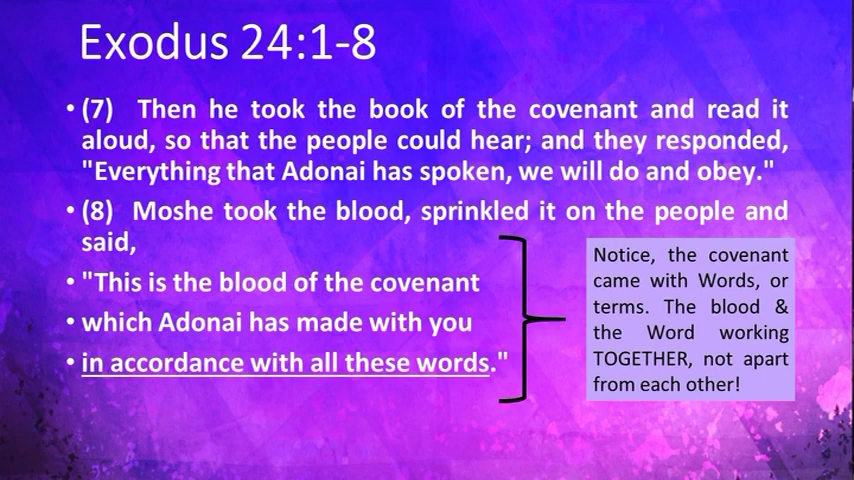 Exodus 24:1-8
• (7) Then he took the book of the covenant and read it
aloud, so that the people could hear; and they responded,
"Everything that Adonai has spoken, we will do and obey."
• (8) Moshe took the blood, sprinkled it on the people and
said,
• "This is the blood of the covenant
• which Adonai has made with you
• in accordance with all these words."
Notice, the covenant
came with Words, or
terms. The blood &
the Word working
TOGETHER, not apart
from each other!